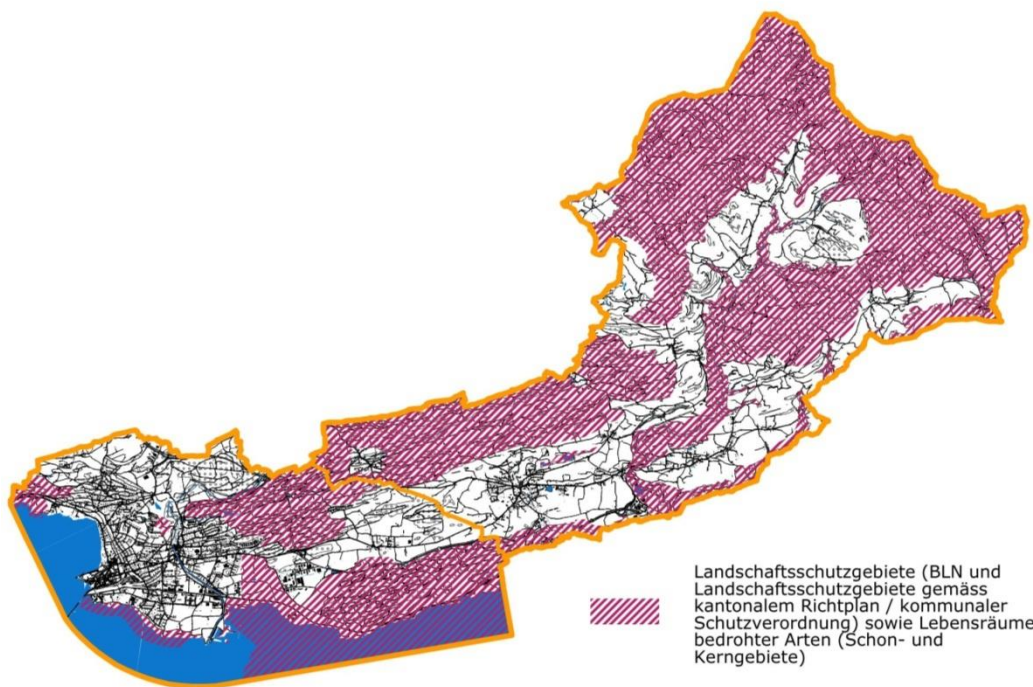 Landschaftsschutzgebiete (BLN und
Landschaftsschutzgebiete gemäss
kantonalem Richtplan / kommunaler
Schutzverordnung) sowie Lebensräume
bedrohter Arten (Schon- und
Kerngebiete)